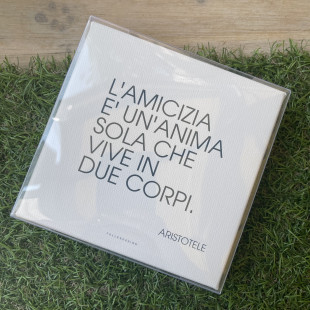 L'AMICIZIA
E' UN'ANIMA
SOLA CHE
VIVE IN
DUE CORPI.
ARISTOTELE